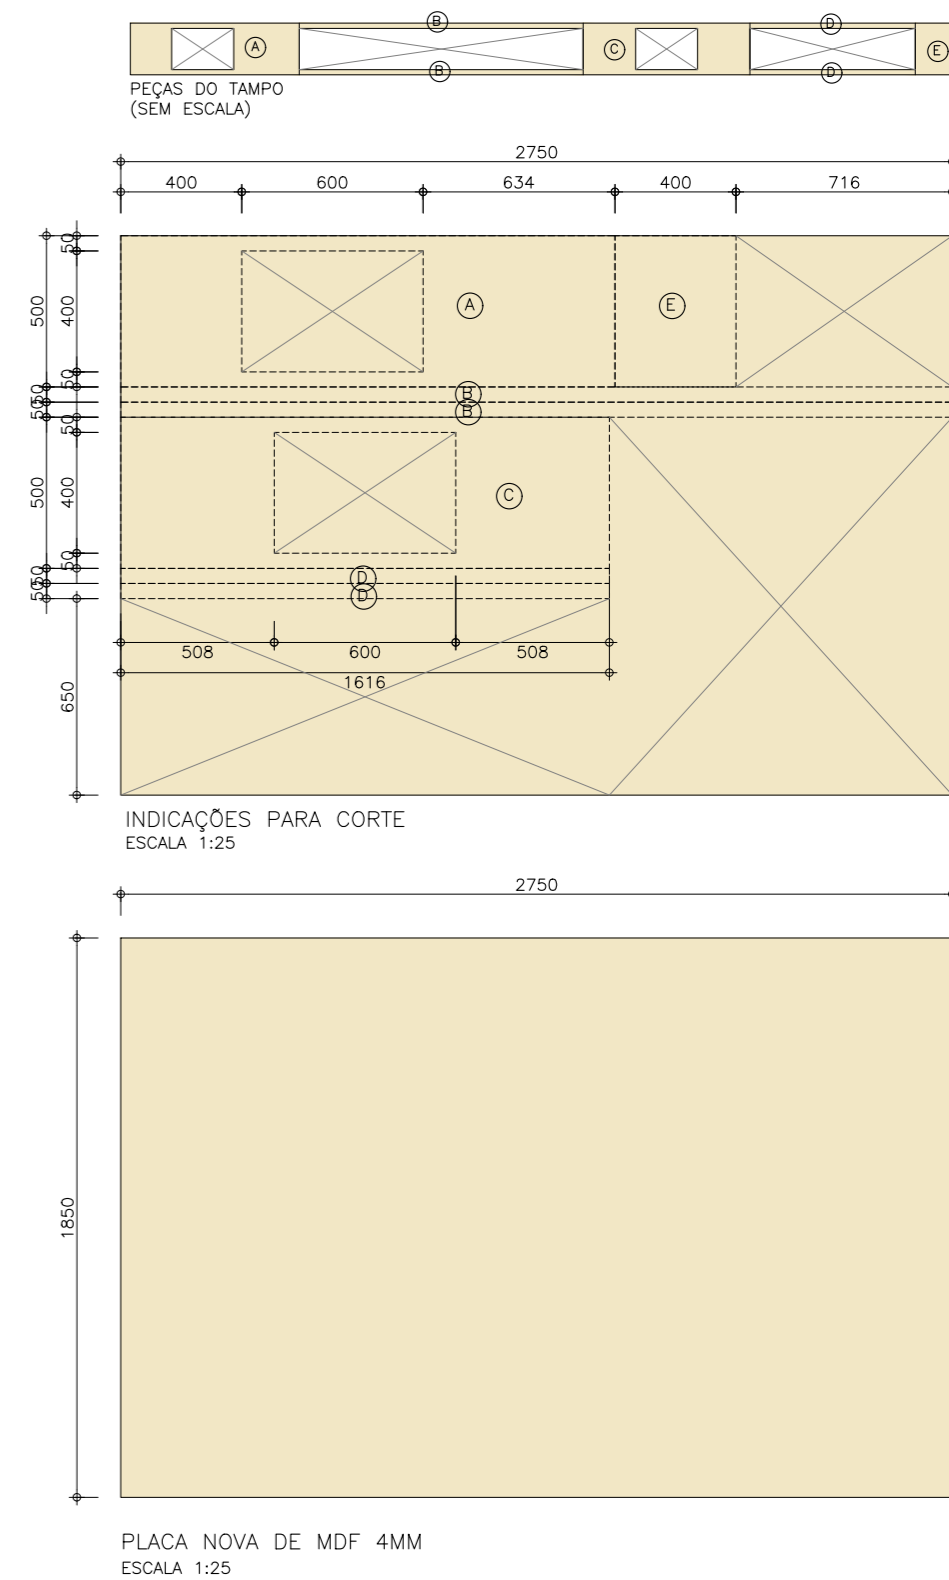 B
D
A
C
E
B
D
PEÇAS DO TAMPO
(SEM ESCALA)
2750
400 600 634 400 716
50
500
400
A
E
50
50
50
B
B
50
500
400
C
50
50
50
D
D
508 600 508
1616
650
INDICAÇÕES PARA CORTE
ESCALA 1:25
2750
1850
PLACA NOVA DE MDF 4MM
ESCALA 1:25